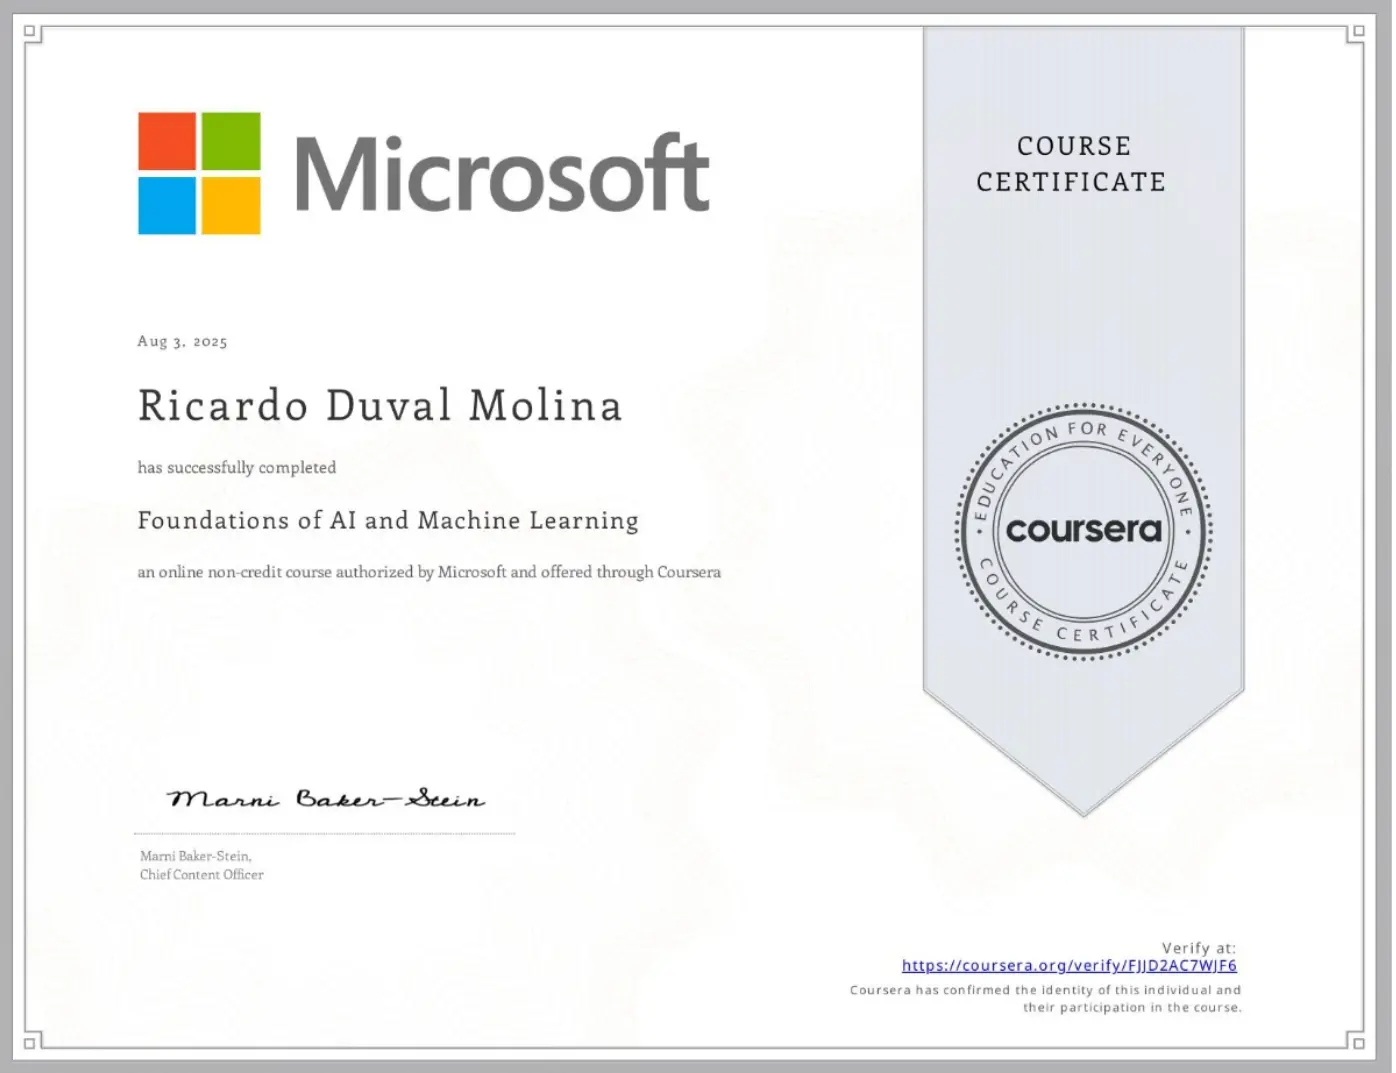 Microsoft
COURSE
CERTIFICATE
Aug 3, 2025
Ricardo Duval Molina
has successfully completed
Foundations of AI and Machine Learning
an online non-credit course authorized by Microsoft and offered through Coursera
EDUCATION FOR EVERYONE
coursera
COURSE CERTIFICATE
Marni Baker-Stein
Marni Baker-Stein,
Chief Content Officer
Verify at:
https://coursera.org/verify/FJJD2AC7WJF6
Coursera has confirmed the identity of this individual and
their participation in the course.